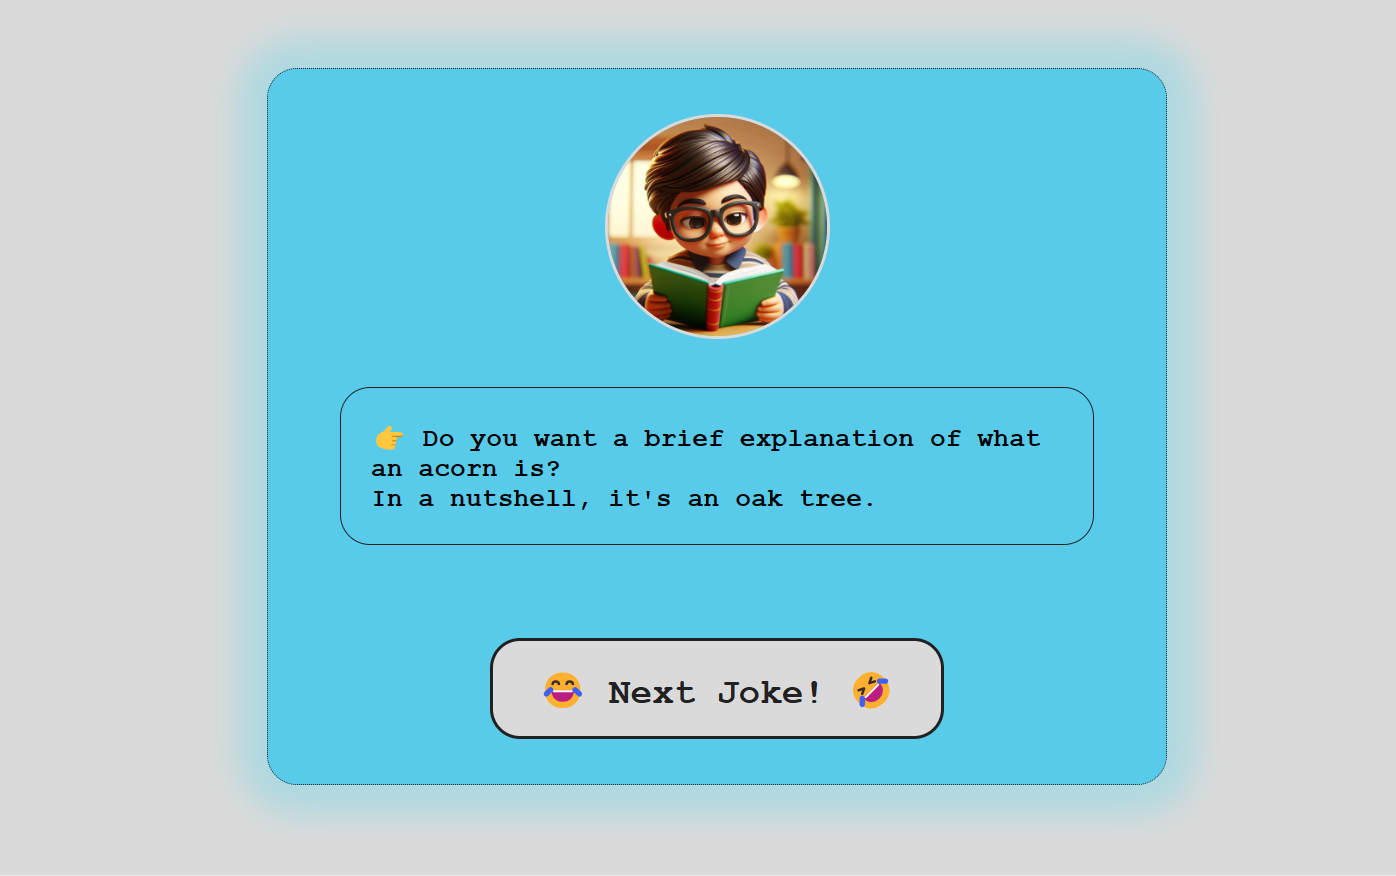 👉 Do you want a brief explanation of what
an acorn is?
In a nutshell, it's an oak tree.
😂 Next Joke! 🤣